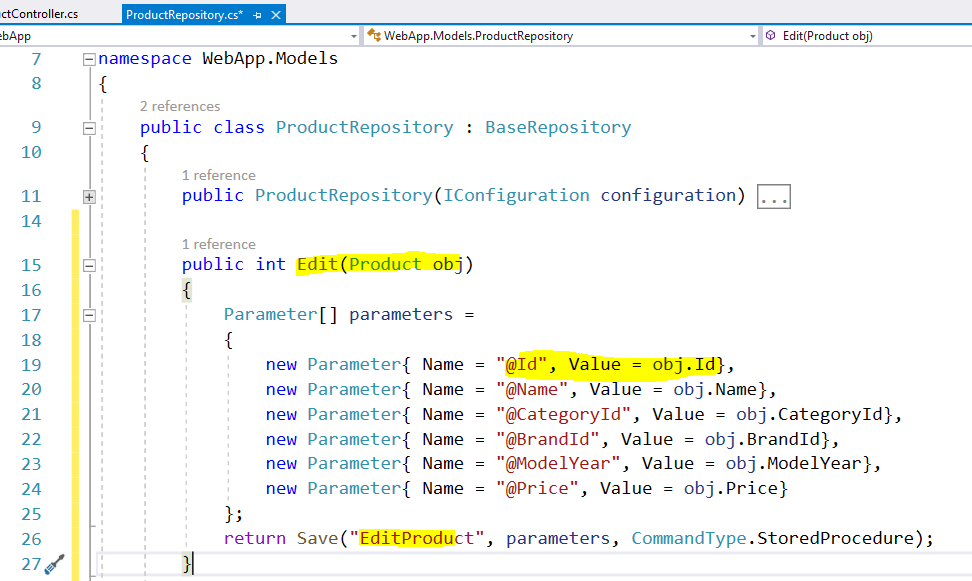 ctController.cs ProductRepository.cs*
ebApp WebApp.Models.ProductRepository Edit(Product obj)
7 namespace WebApp.Models
8 {
2 references
9 public class ProductRepository : BaseRepository
10 {
1 reference
11 public ProductRepository(IConfiguration configuration) ...
14
1 reference
15 public int Edit(Product obj)
16 {
17 Parameter[] parameters =
18 {
19 new Parameter{ Name = "@Id", Value = obj.Id},
20 new Parameter{ Name = "@Name", Value = obj.Name},
21 new Parameter{ Name = "@CategoryId", Value = obj.CategoryId},
22 new Parameter{ Name = "@BrandId", Value = obj.BrandId},
23 new Parameter{ Name = "@ModelYear", Value = obj.ModelYear},
24 new Parameter{ Name = "@Price", Value = obj.Price}
25 };
26 return Save("EditProduct", parameters, CommandType.StoredProcedure);
27 }